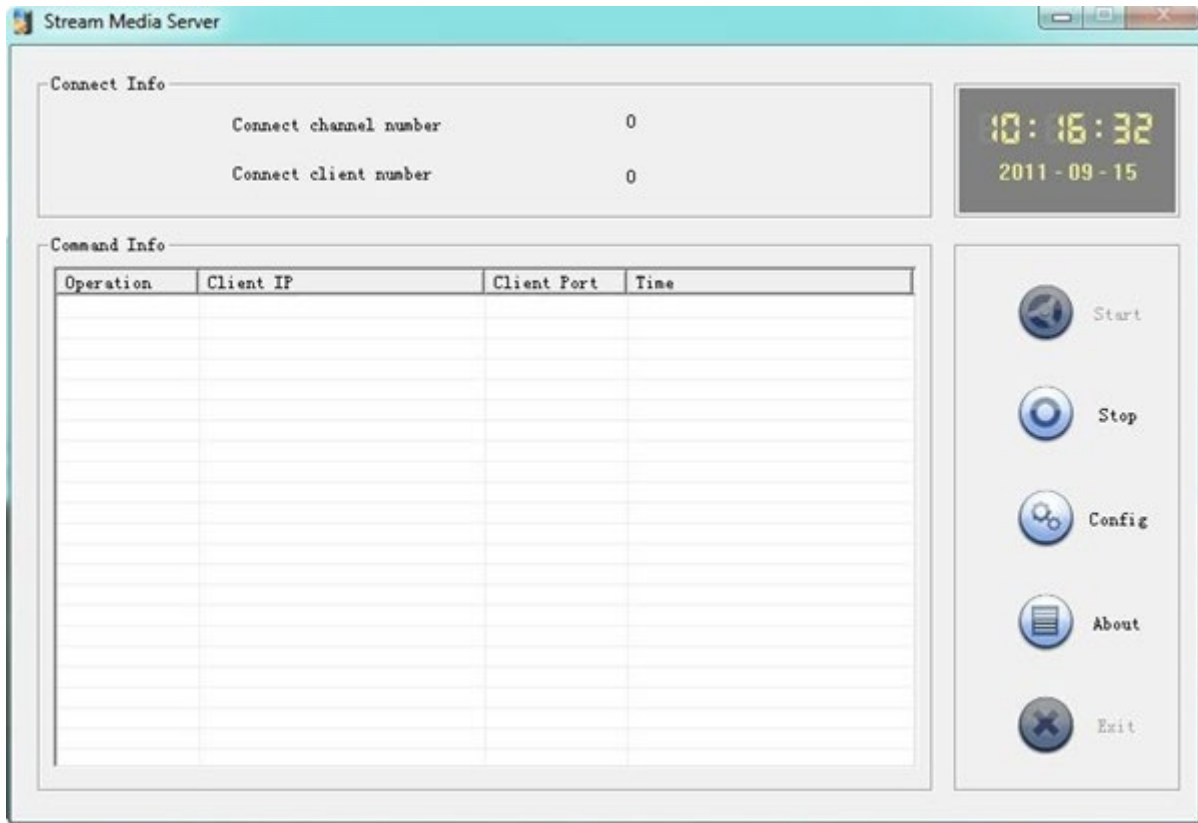 Stream Media Server
Connect Info
Connect channel number 0
Connect client number 0
10:16:32
2011-09-15
Command Info
Operation Client IP Client Port Time
Start
Stop
Config
About
Exit